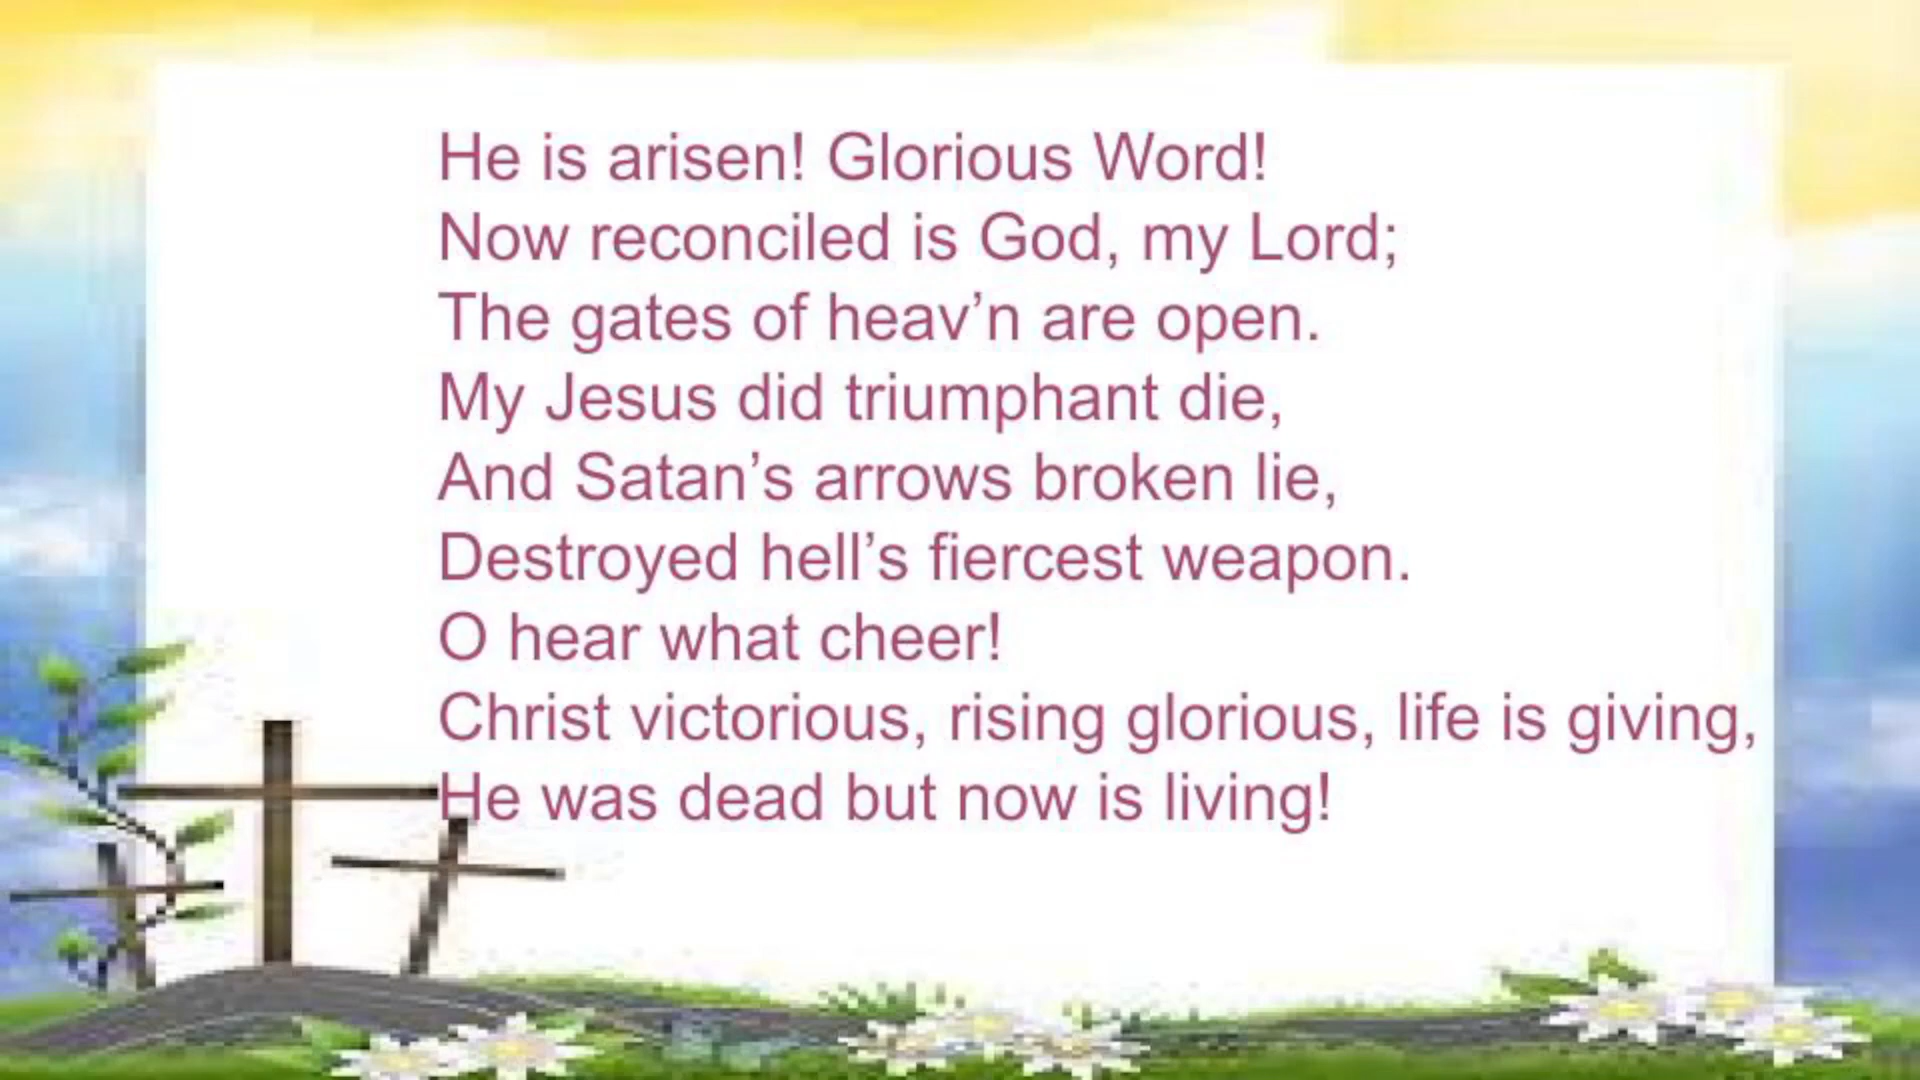 He is arisen! Glorious Word!
Now reconciled is God, my Lord;
The gates of heav’n are open.
My Jesus did triumphant die,
And Satan’s arrows broken lie,
Destroyed hell’s fiercest weapon.
O hear what cheer!
Christ victorious, rising glorious, life is giving,
He was dead but now is living!